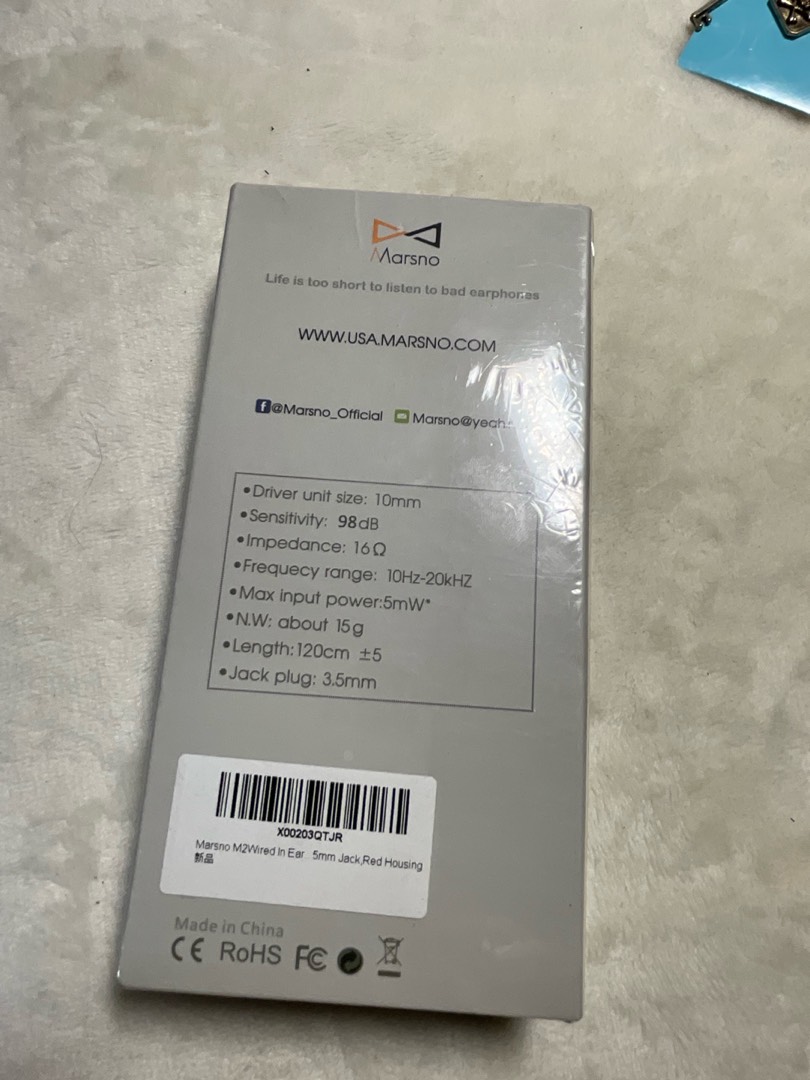 Marsno
Life is too short to listen to bad earphones
WWW.USA.MARSNO.COM
@Marsno_Official Marsno@yeah.
•Driver unit size: 10mm
•Sensitivity: 98dB
•Impedance: 16Ω
•Frequecy range: 10Hz-20kHZ
•Max input power:5mW*
•N.W: about 15g
•Length:120cm ±5
•Jack plug: 3.5mm
X00203QTJR
Marsno M2Wired In Ear...5mm Jack,Red Housing
新品
Made in China
CE RoHS FC